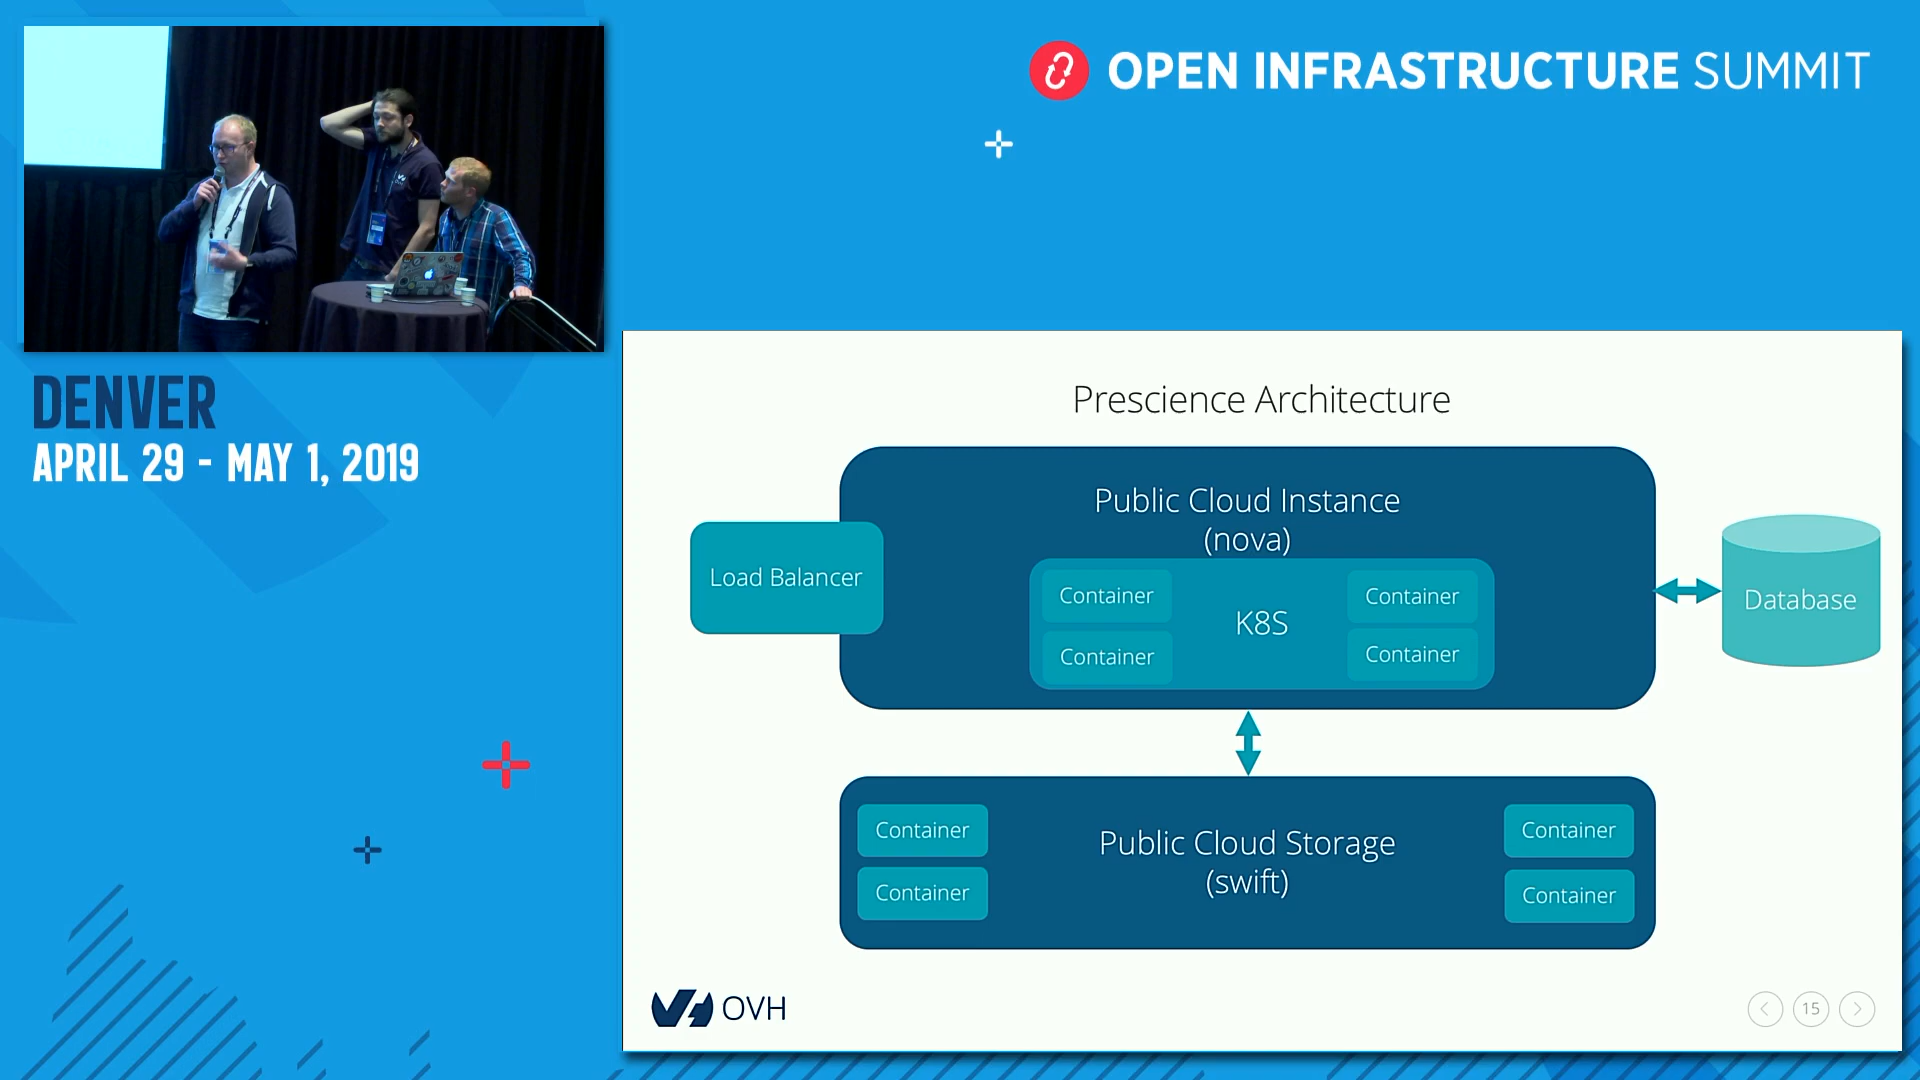 OPEN INFRASTRUCTURE SUMMIT
DENVER
APRIL 29 - MAY 1, 2019
Prescience Architecture
Public Cloud Instance
(nova)
Load Balancer
Container
Container
K8S
Container
Container
Database
Container
Container
Public Cloud Storage
(swift)
Container
Container
OVH
15